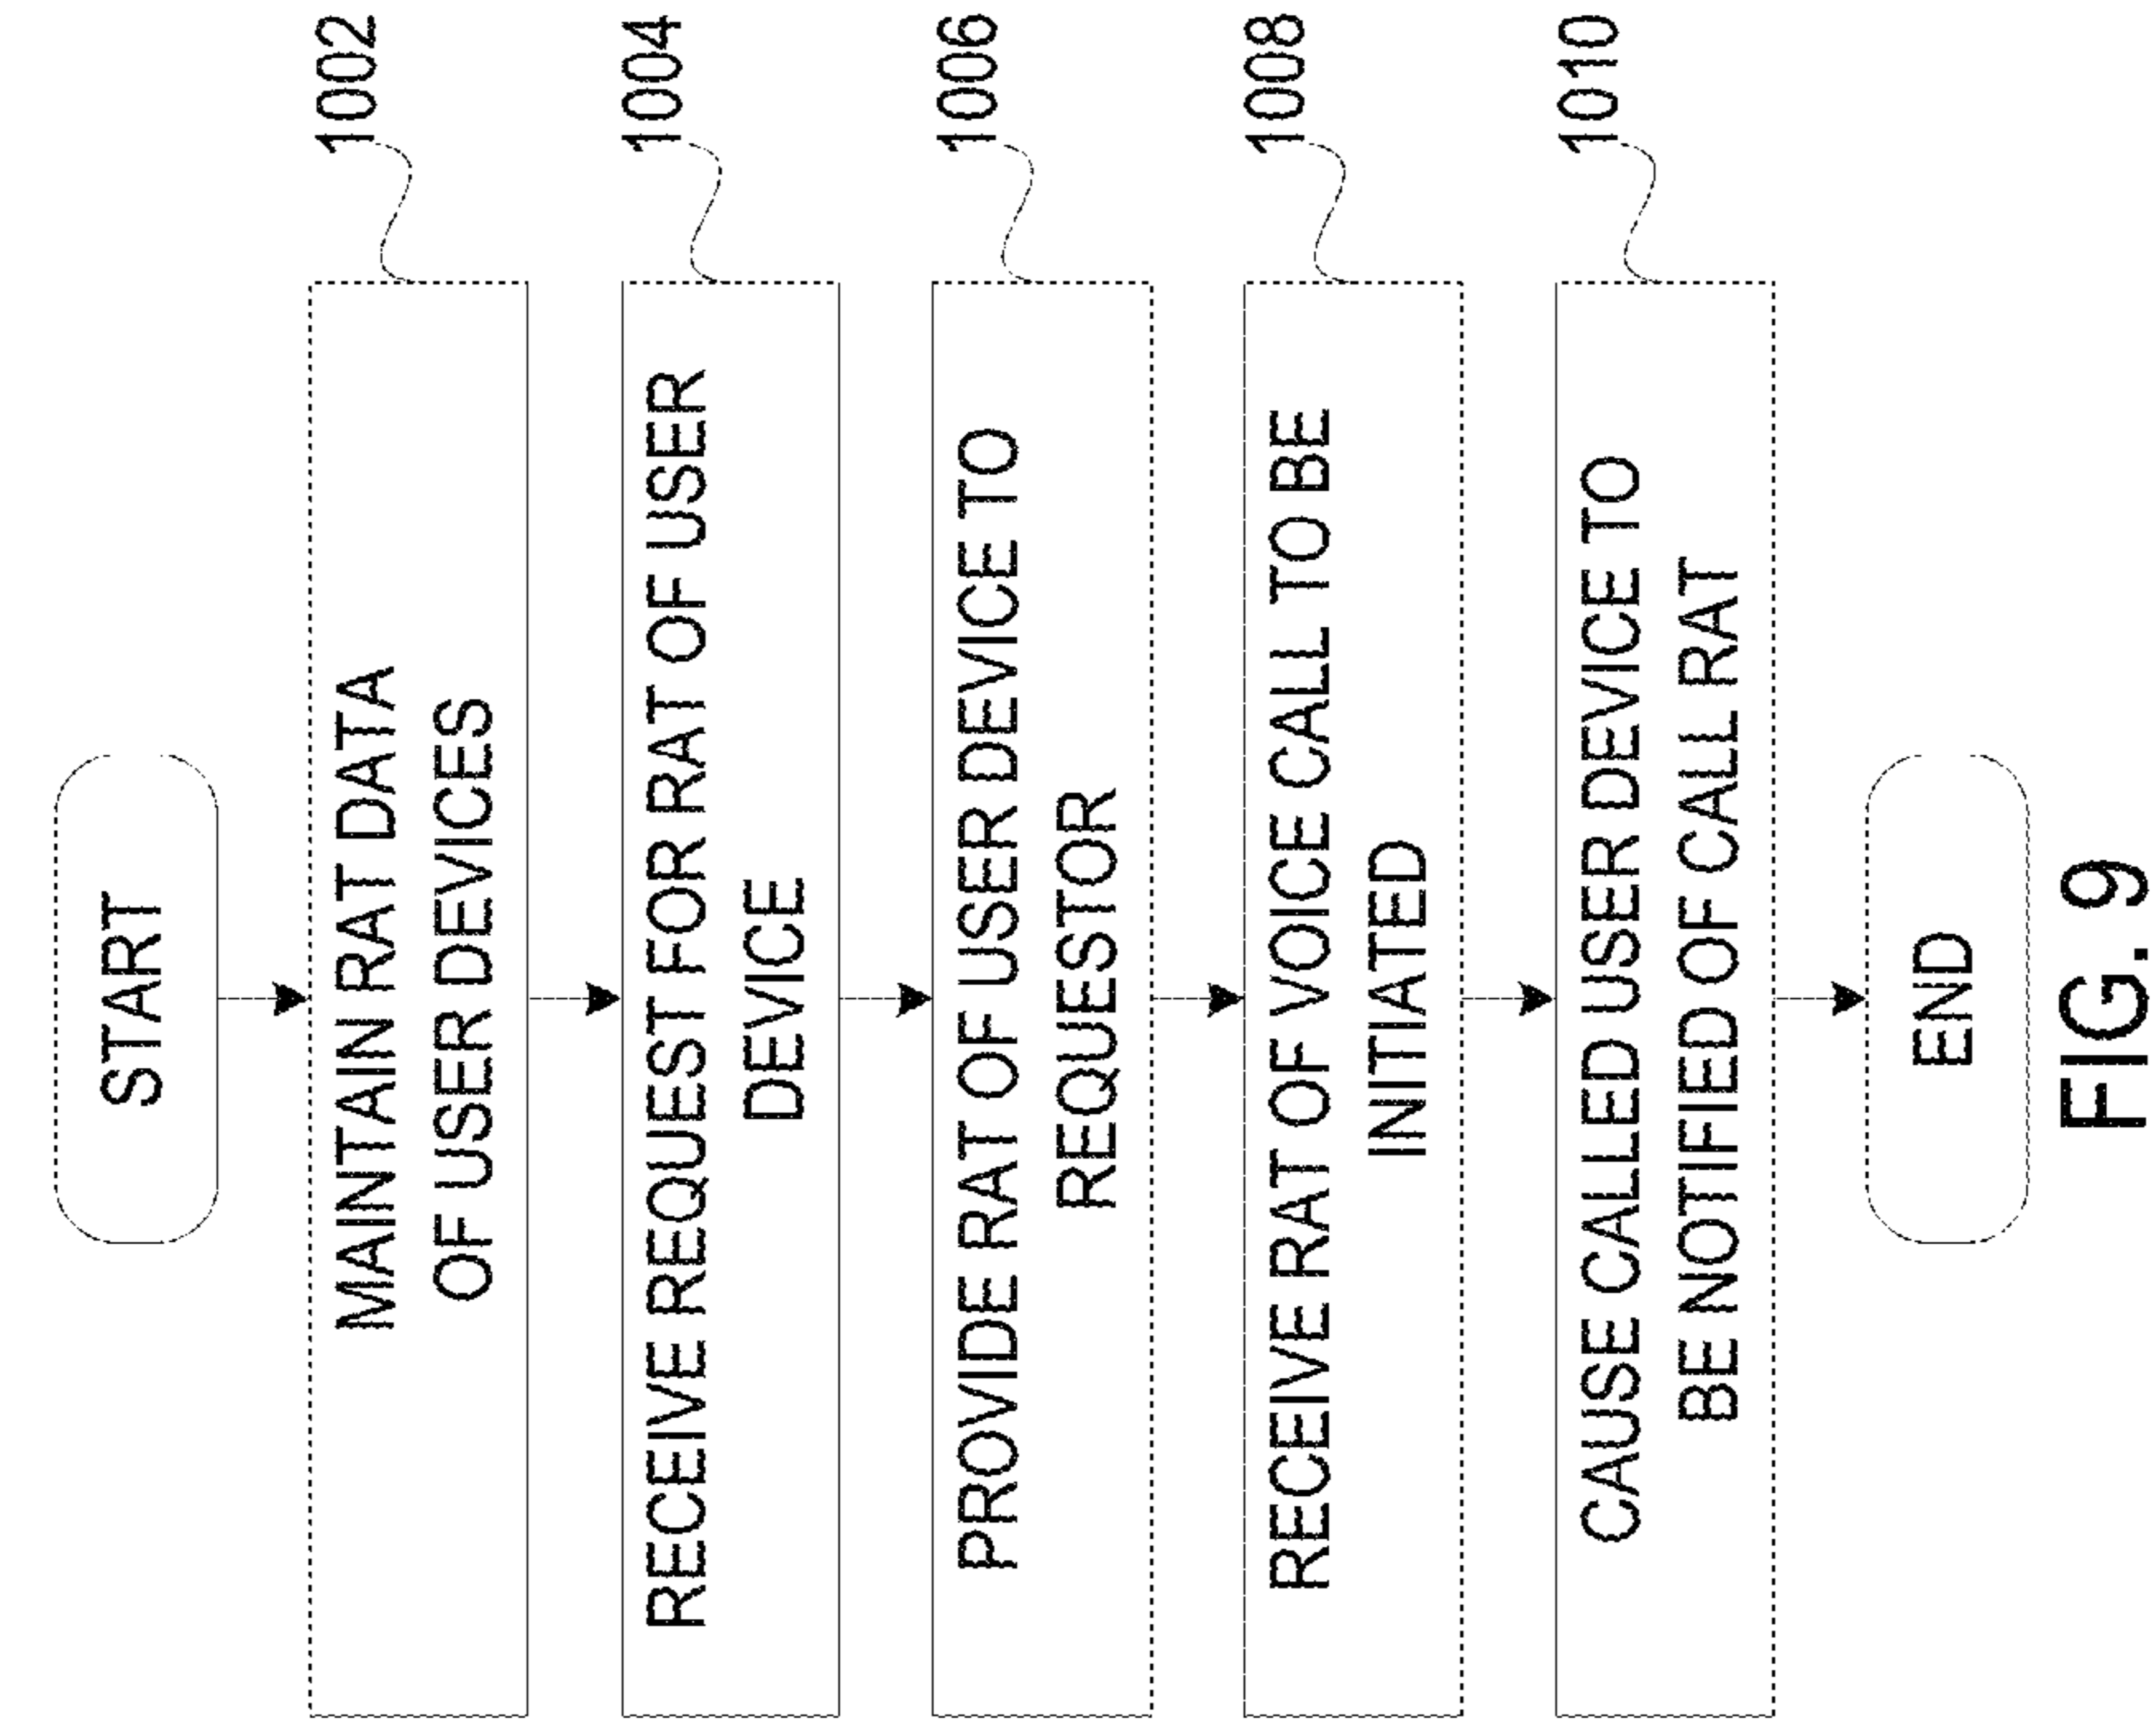 START
MAINTAIN RAT DATA
OF USER DEVICES
1002
RECEIVE REQUEST FOR RAT OF USER
DEVICE
1004
PROVIDE RAT OF USER DEVICE TO
REQUESTOR
1006
RECEIVE RAT OF VOICE CALL TO BE
INITIATED
1008
CAUSE CALLED USER DEVICE TO
BE NOTIFIED OF CALL RAT
1010
END
FIG. 9